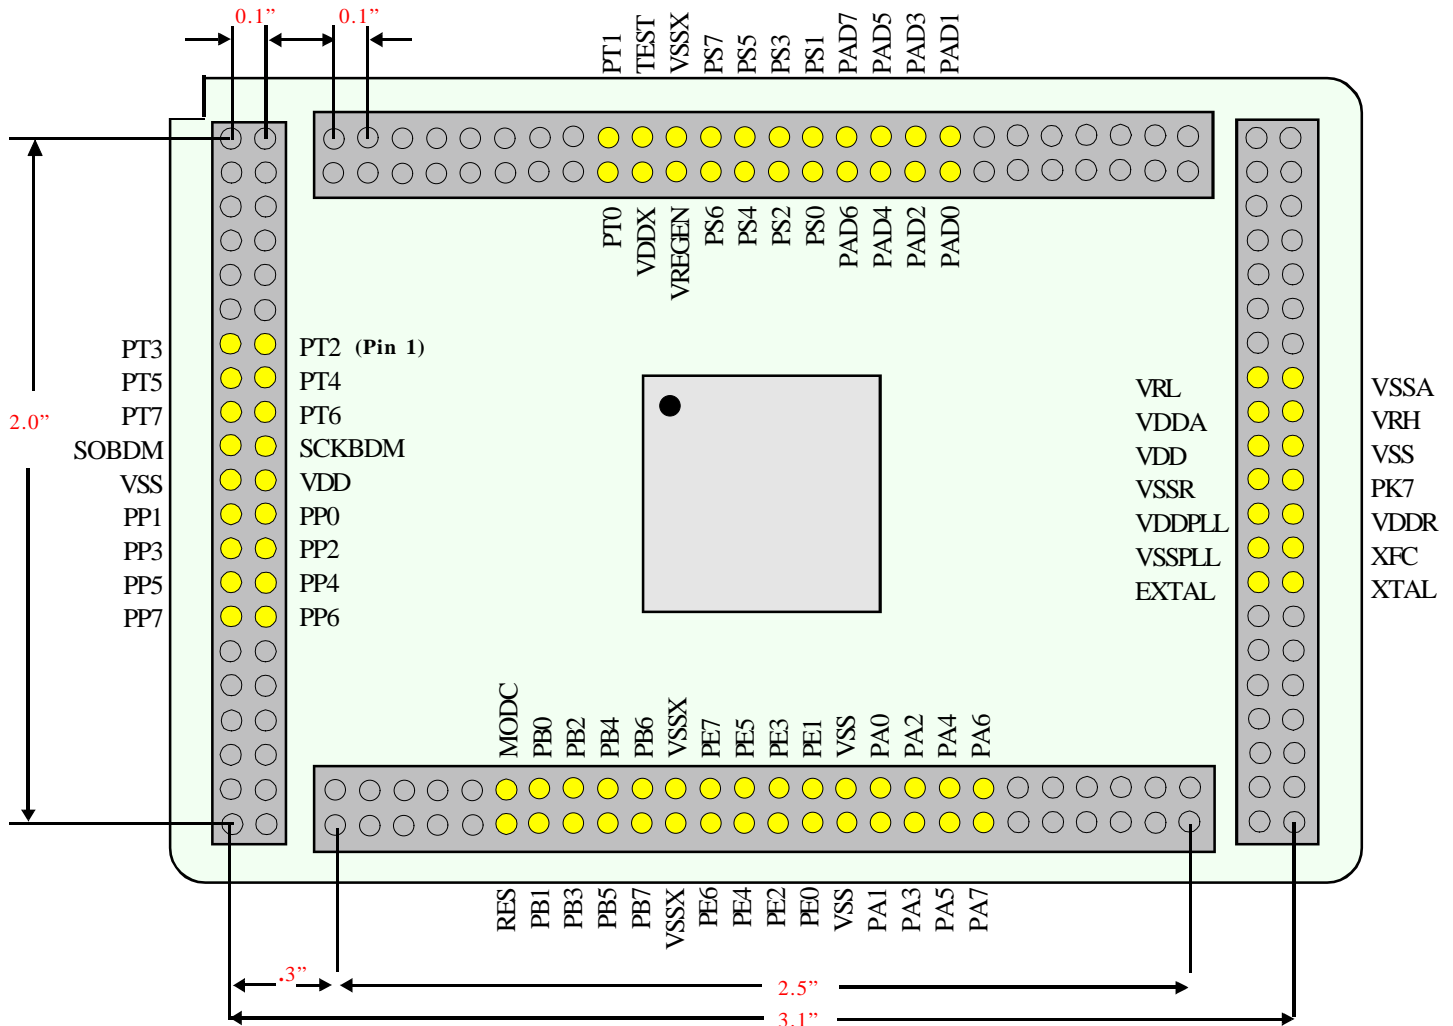 0.1”
0.1”
PT1
TEST
VSSX
PS7
PS5
PS3
PS1
PAD7
PAD5
PAD3
PAD1
PT0
VDDX
VREGEN
PS6
PS4
PS2
PS0
PAD6
PAD4
PAD2
PAD0
2.0”
PT3
PT5
PT7
SOBDM
VSS
PP1
PP3
PP5
PP7
PT2 (Pin 1)
PT4
PT6
SCKBDM
VDD
PP0
PP2
PP4
PP6
VRL
VDDA
VDD
VSSR
VDDPLL
VSSPLL
EXTAL
VSSA
VRH
VSS
PK7
VDDR
XFC
XTAL
MODC
PB0
PB2
PB4
PB6
VSSX
PE7
PE5
PE3
PE1
VSS
PA0
PA2
PA4
PA6
RES
PB1
PB3
PB5
PB7
VSSX
PE6
PE4
PE2
PE0
VSS
PA1
PA3
PA5
PA7
.3”
2.5”
3.1”